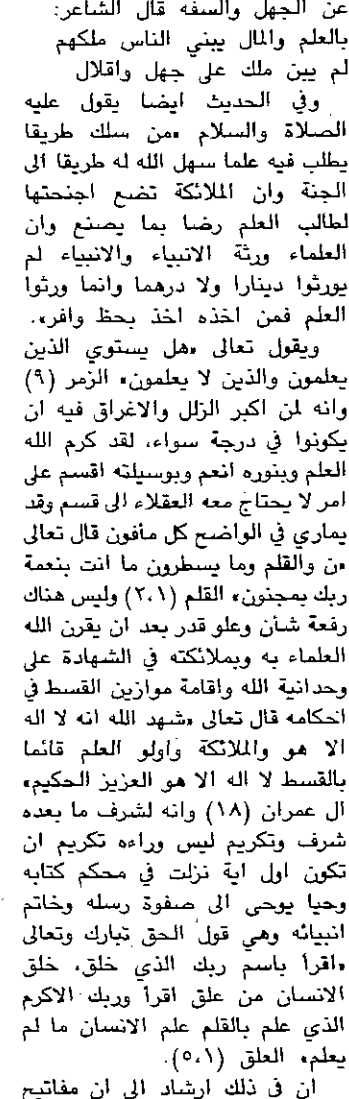 عن الجهل والسفه قال الشاعر:
بالعلم والمال يبني الناس ملكهم
لم يبن ملك على جهل واقلال
وفي الحديث ايضا يقول عليه
الصلاة والسلام «من سلك طريقا
يطلب فيه علما سهل الله له طريقا الى
الجنة وان الملائكة تضع اجنحتها
لطالب العلم رضا بما يصنع وان
العلماء ورثة الانبياء والانبياء لم
يورثوا دينارا ولا درهما وانما ورثوا
العلم فمن اخذه اخذ بحظ وافر».
ويقول تعالى «هل يستوي الذين
يعلمون والذين لا يعلمون» الزمر (٩)
وانه لمن اكبر الزلل والاغراق فيه ان
يكونوا في درجة سواء، لقد كرم الله
العلم وبنوره انعم وبوسيلته اقسم على
امر لا يحتاج معه العقلاء الى قسم وقد
يماري في الواضح كل مأفون قال تعالى
«ن والقلم وما يسطرون ما انت بنعمة
ربك بمجنون» القلم (٢،١) وليس هناك
رفعة شأن وعلو قدر بعد ان يقرن الله
العلماء به وبملائكته في الشهادة على
وحدانية الله واقامة موازين القسط في
احكامه قال تعالى «شهد الله انه لا اله
الا هو والملائكة واولو العلم قائما
بالقسط لا اله الا هو العزيز الحكيم»
ال عمران (١٨) وانه لشرف ما بعده
شرف وتكريم ليس وراءه تكريم ان
تكون اول اية نزلت في محكم كتابه
وحيا يوحى الى صفوة رسله وخاتم
انبيائه وهي قول الحق تبارك وتعالى
«اقرأ باسم ربك الذي خلق، خلق
الانسان من علق اقرأ وربك الاكرم
الذي علم بالقلم علم الانسان ما لم
يعلم» العلق (٥،١).
ان في ذلك ارشاد الى ان مفاتيح